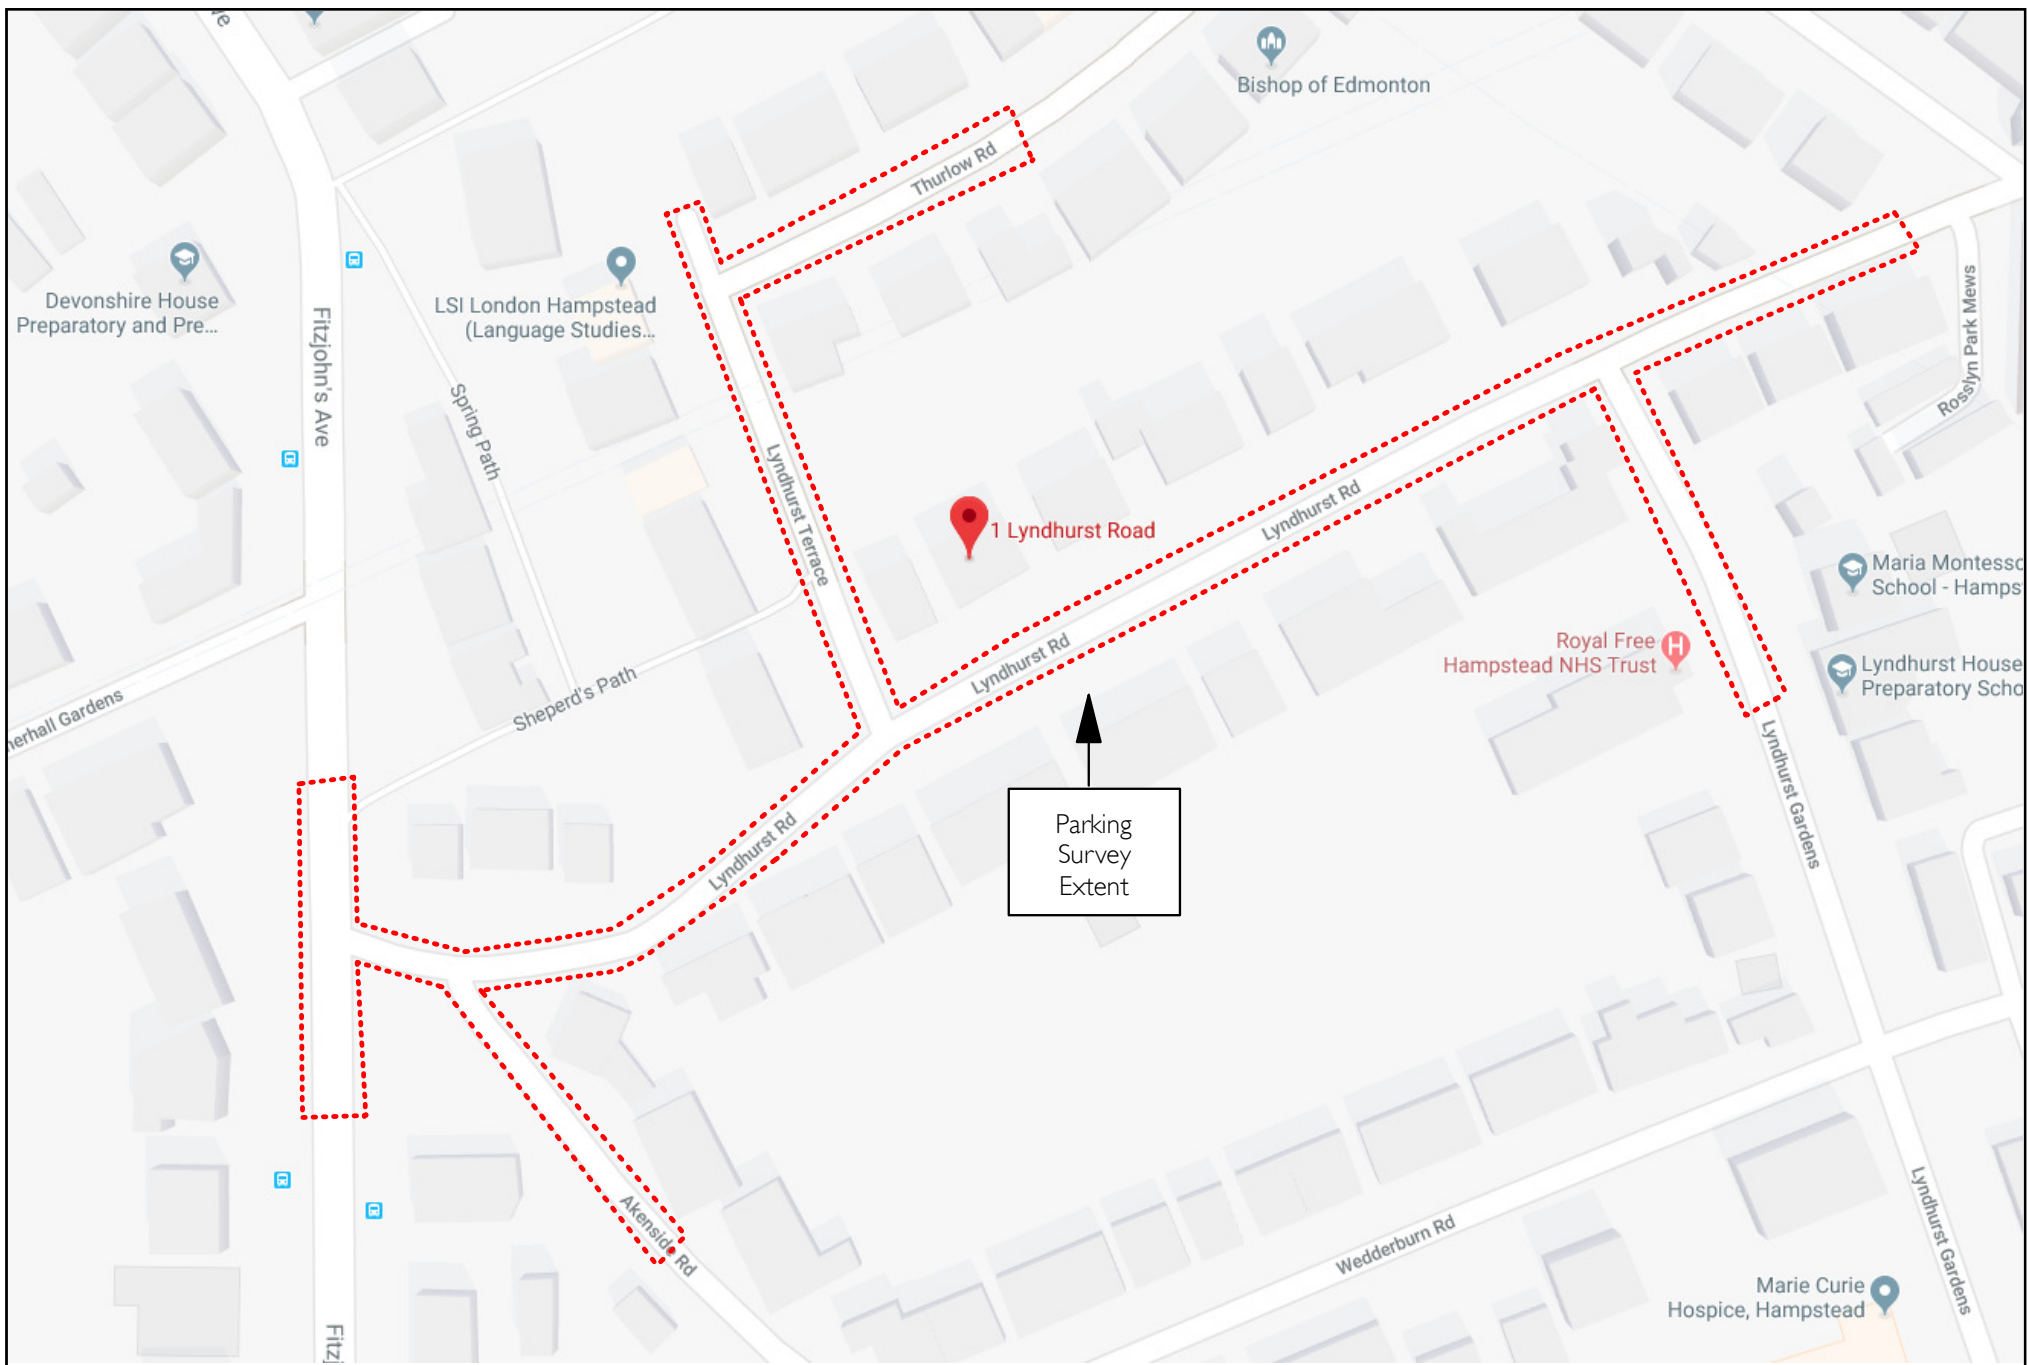 Bishop of Edmonton
Thurlow Rd
Devonshire House
Preparatory and Pre...
LSI London Hampstead
(Language Studies...
Fitzjohn's Ave
Spring Path
Rosslyn Park Mews
Lyndhurst Terrace
1 Lyndhurst Road
Lyndhurst Rd
Maria Montesso
School - Hamps
Lyndhurst Rd
Royal Free
Hampstead NHS Trust
Lyndhurst House
Preparatory Scho
Sheperd's Path
nerhall Gardens
Lyndhurst Gardens
Parking
Survey
Extent
Lyndhurst Rd
Akenside Rd
Wedderburn Rd
Lyndhurst Gardens
Marie Curie
Hospice, Hampstead
Fitzj